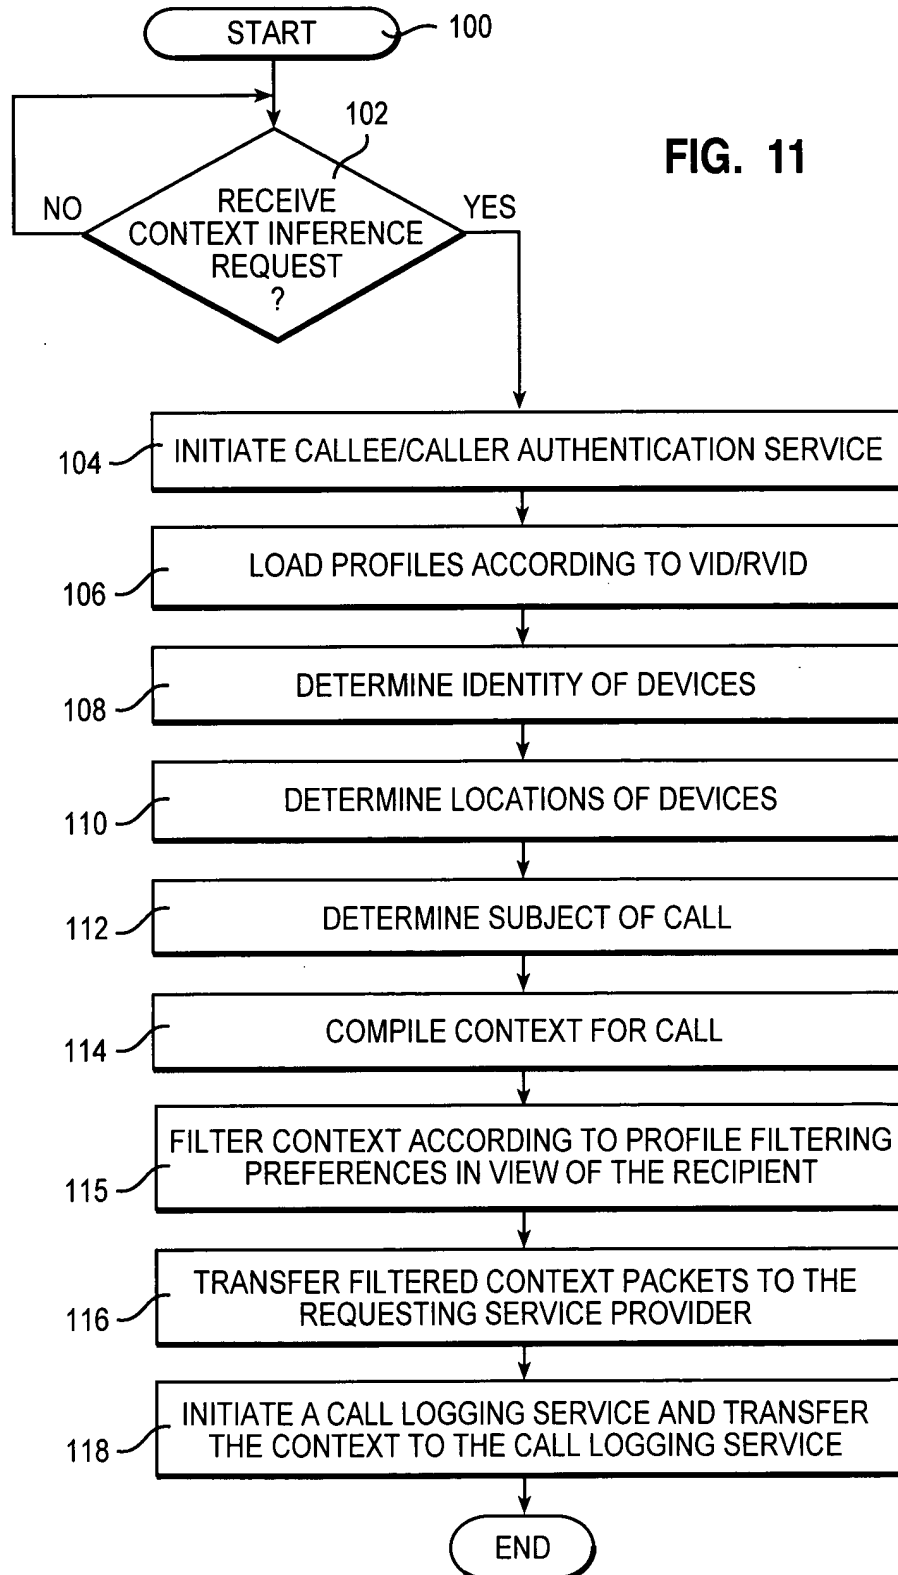 START
100
102
FIG. 11
NO
YES
RECEIVE
CONTEXT INFERENCE
REQUEST
?
104
INITIATE CALLEE/CALLER AUTHENTICATION SERVICE
106
LOAD PROFILES ACCORDING TO VID/RVID
108
DETERMINE IDENTITY OF DEVICES
110
DETERMINE LOCATIONS OF DEVICES
112
DETERMINE SUBJECT OF CALL
114
COMPILE CONTEXT FOR CALL
115
FILTER CONTEXT ACCORDING TO PROFILE FILTERING
PREFERENCES IN VIEW OF THE RECIPIENT
116
TRANSFER FILTERED CONTEXT PACKETS TO THE
REQUESTING SERVICE PROVIDER
118
INITIATE A CALL LOGGING SERVICE AND TRANSFER
THE CONTEXT TO THE CALL LOGGING SERVICE
END